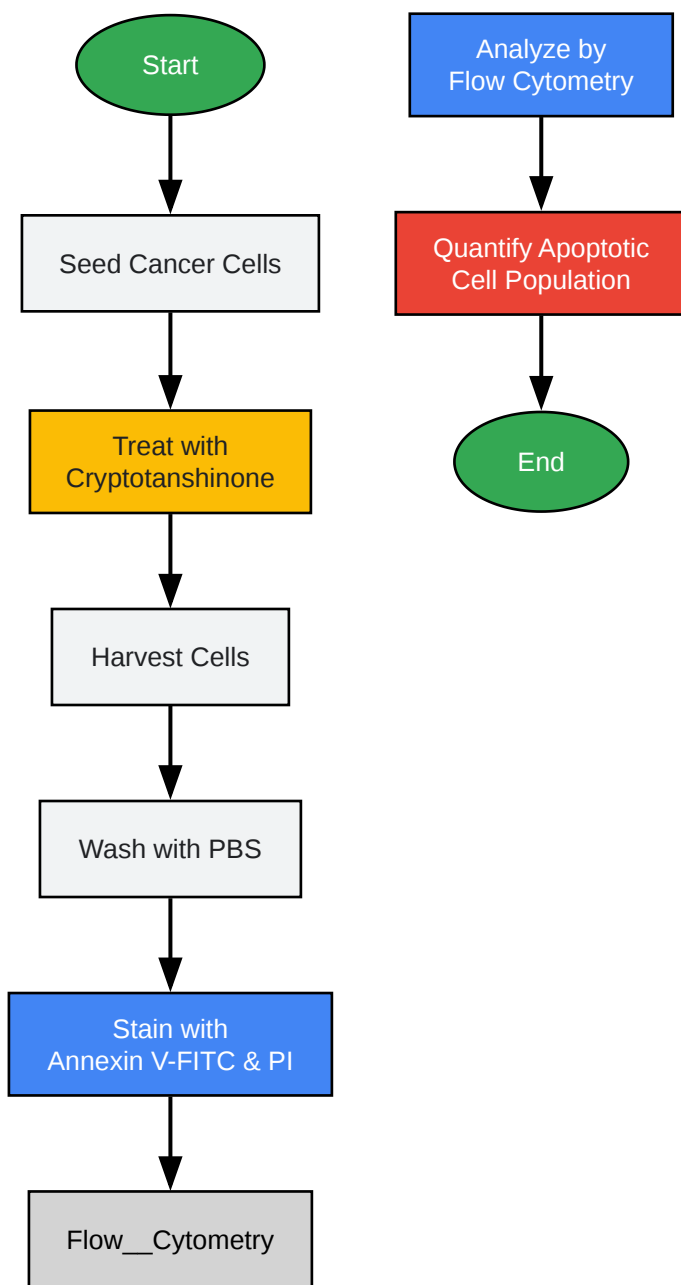 Start
Seed Cancer Cells
Treat with
Cryptotanshinone
Harvest Cells
Wash with PBS
Stain with
Annexin V-FITC & PI
Flow__Cytometry
Analyze by
Flow Cytometry
Quantify Apoptotic
Cell Population
End